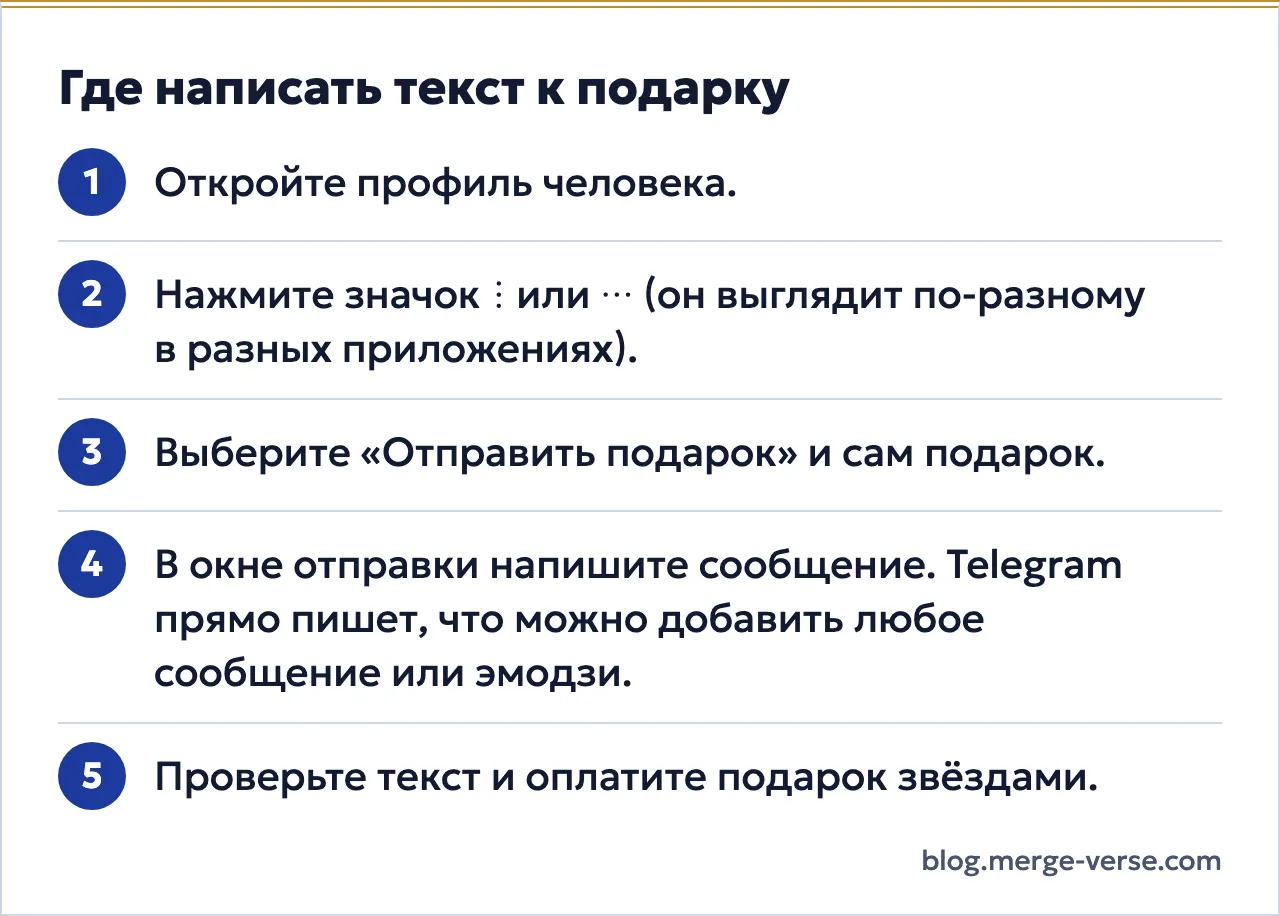 Где написать текст к подарку
1
Откройте профиль человека.
2
Нажмите значок ⋮ или ⋯ (он выглядит по-разному
в разных приложениях).
3
Выберите «Отправить подарок» и сам подарок.
4
В окне отправки напишите сообщение. Telegram
прямо пишет, что можно добавить любое
сообщение или эмодзи.
5
Проверьте текст и оплатите подарок звёздами.
blog.merge-verse.com